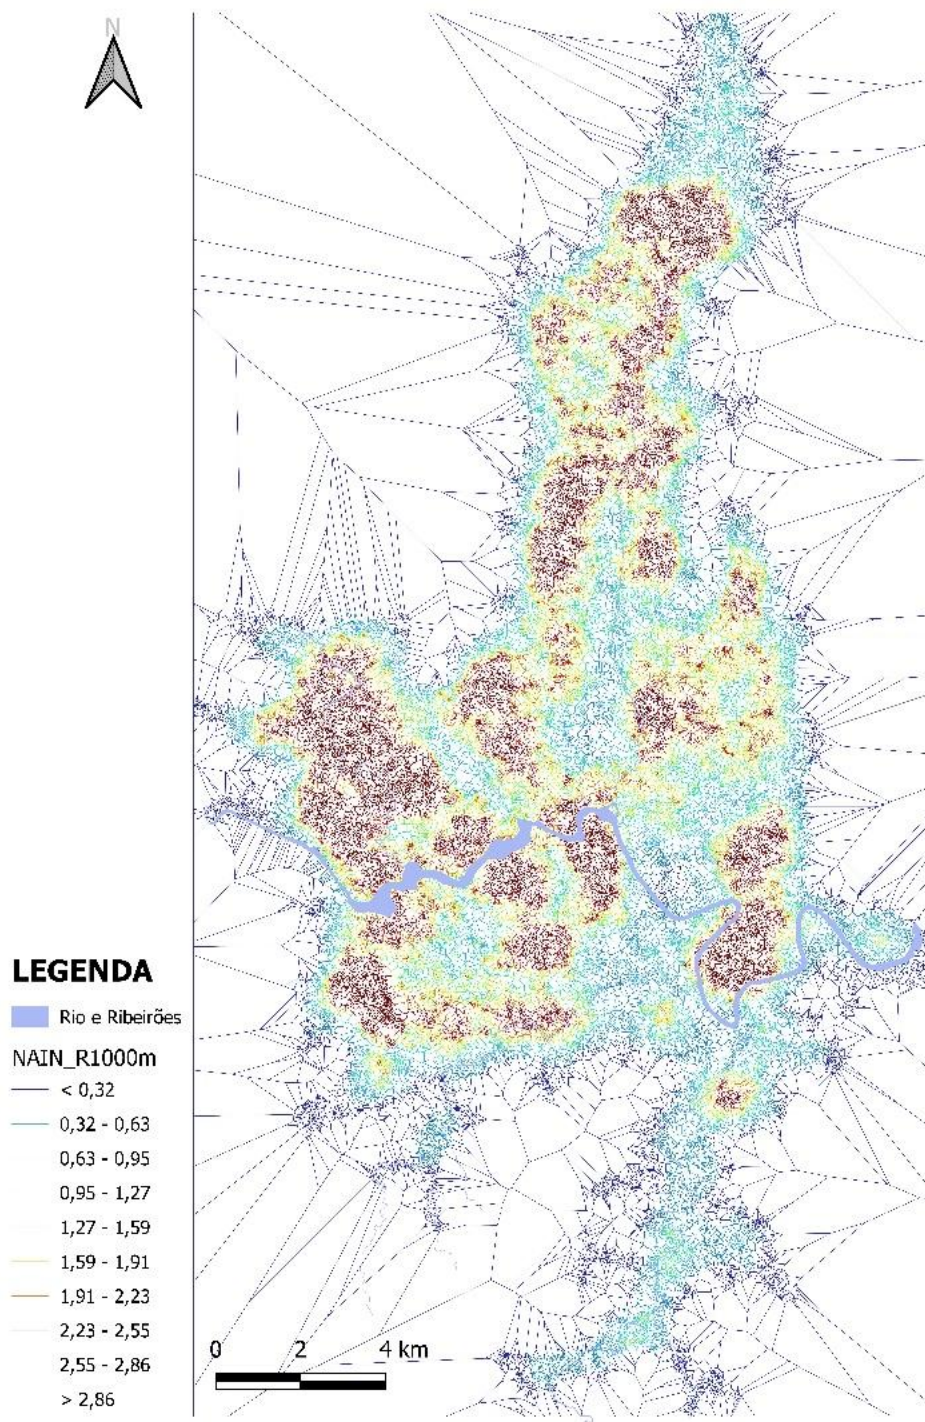 N
LEGENDA
Rio e Ribeirões
NAIN_R1000m
< 0,32
0,32 - 0,63
0,63 - 0,95
0,95 - 1,27
1,27 - 1,59
1,59 - 1,91
1,91 - 2,23
2,23 - 2,55
2,55 - 2,86
> 2,86
0 2 4 km